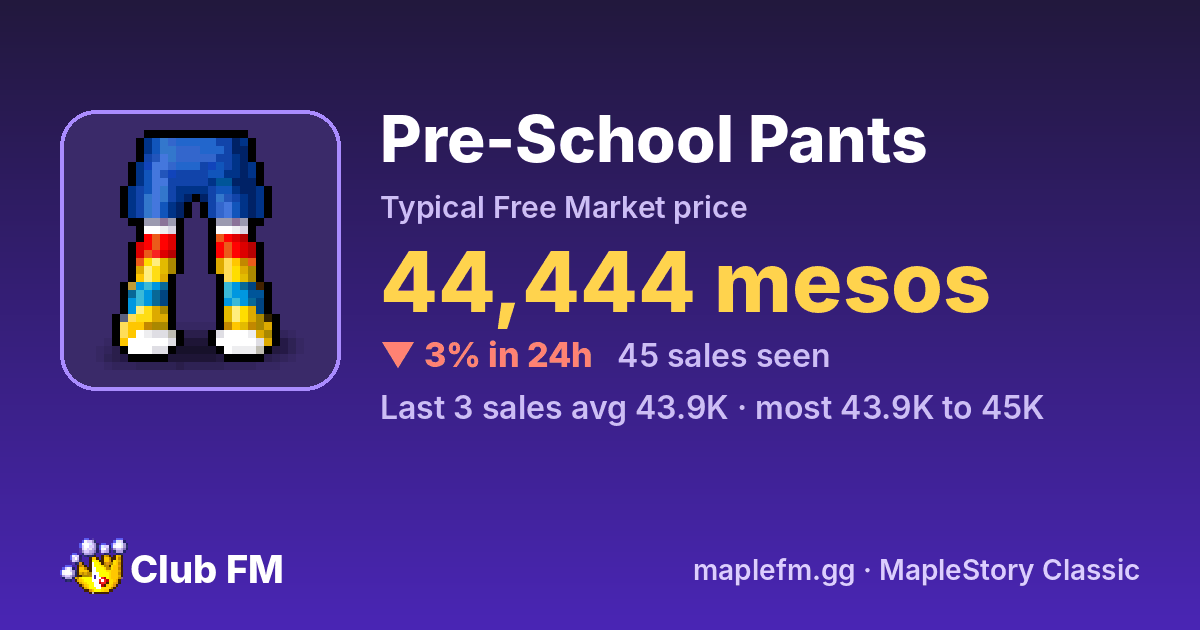 Pre-School Pants
Typical Free Market price
44,444 mesos
▼ 3% in 24h 45 sales seen
Last 3 sales avg 43.9K · most 43.9K to 45K
Club FM
maplefm.gg · MapleStory Classic